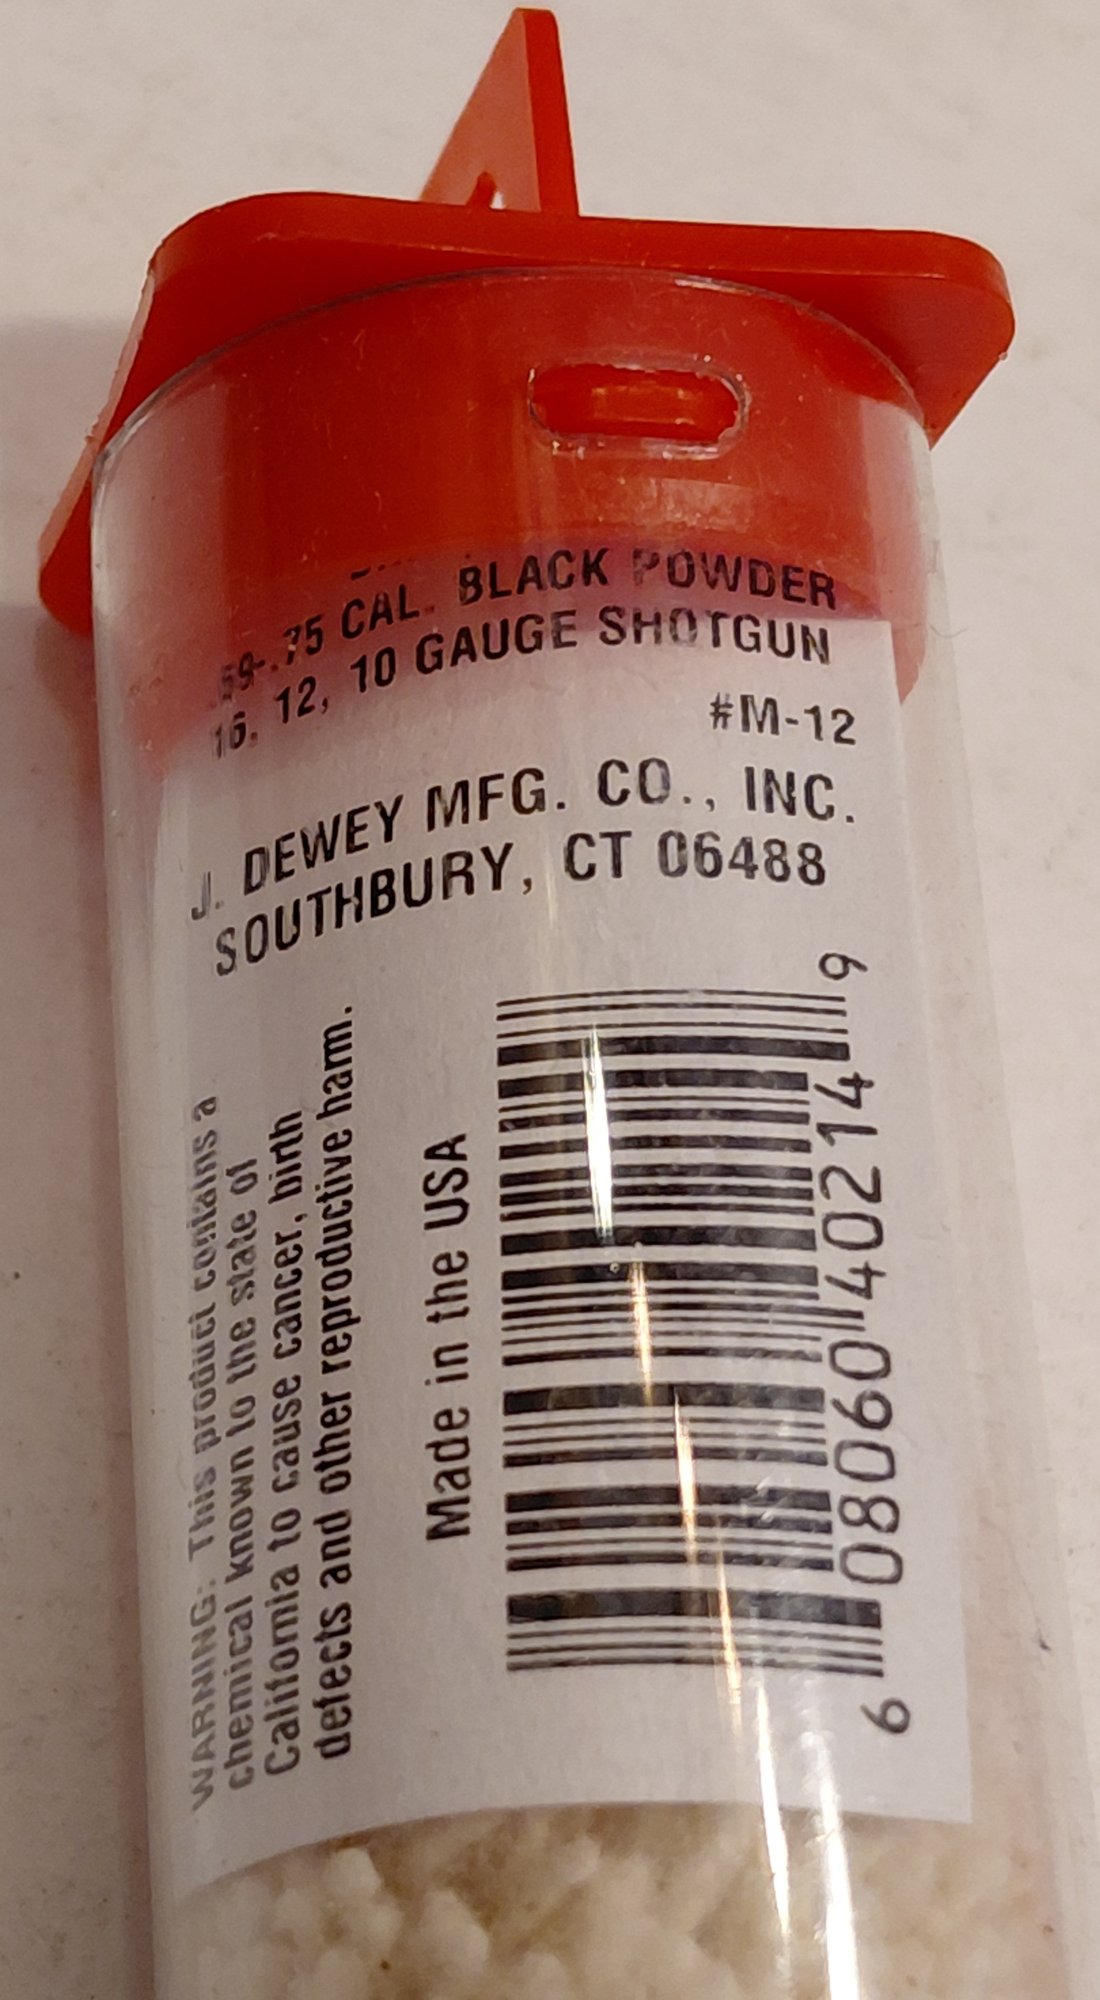 .59-.75 CAL. BLACK POWDER
16, 12, 10 GAUGE SHOTGUN
#M-12
J. DEWEY MFG. CO., INC.
SOUTHBURY, CT 06488
WARNING: This product contains a
chemical known to the state of
California to cause cancer, birth
defects and other reproductive harm.
Made in the USA
6 08060 40214 9